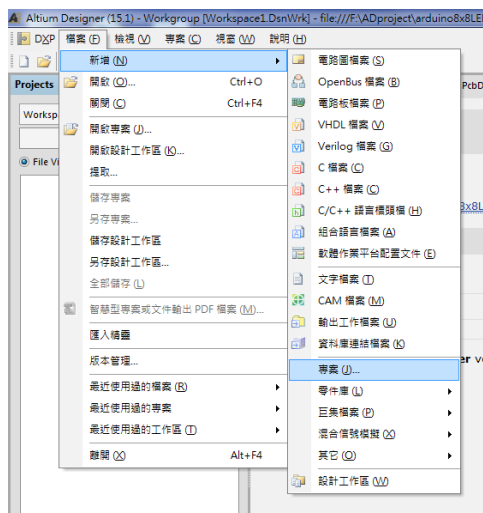 Altium Designer (15.1) - Workgroup [Workspace1.DsnWrk] - file:///F:\ADproject\arduino8x8LE
DXP 檔案 (F) 檢視 (V) 專案 (C) 視窗 (W) 說明 (H)
Projects
Worksp
File Vi
新增 (N)
開啟 (O)... Ctrl+O
關閉 (C) Ctrl+F4
開啟專案 (J)...
開啟設計工作區 (K)...
提取...
儲存專案
另存專案...
儲存設計工作區
另存設計工作區...
全部儲存 (L)
智慧型專案或文件輸出 PDF 檔案 (M)...
匯入精靈
版本管理...
最近使用過的檔案 (R)
最近使用過的專案
最近使用過的工作區 (T)
離開 (X) Alt+F4
電路圖檔案 (S)
OpenBus 檔案 (B)
電路板檔案 (P)
VHDL 檔案 (V)
Verilog 檔案 (G)
C 檔案 (C)
C++ 檔案 (C)
C/C++ 語言標頭檔 (H)
組合語言檔案 (A)
軟體作業平台配置文件 (E)
文字檔案 (T)
CAM 檔案 (M)
輸出工作檔案 (U)
資料庫連結檔案 (K)
專案 (J)...
零件庫 (L)
巨集檔案 (P)
混合信號模擬 (X)
其它 (O)
設計工作區 (W)
PcbD
3x8L
er v